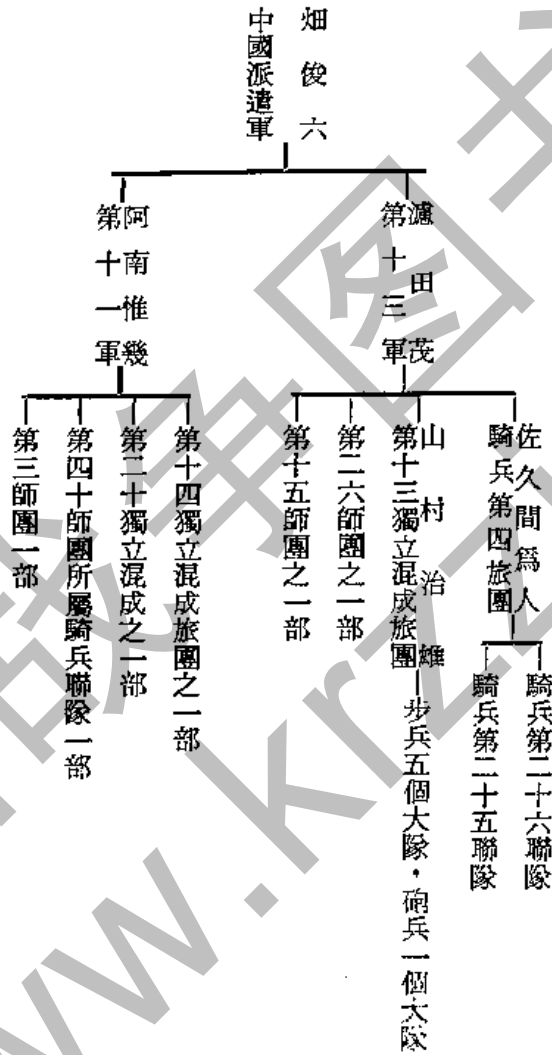 畑俊六
中國派遣軍
濾田茂
第十三軍
佐久間爲人
騎兵第四旅團
騎兵第二十六聯隊
騎兵第二十五聯隊
山村治雄
第十三獨立混成旅團
步兵五個大隊・砲兵一個大隊
第二六師團之一部
第十五師團之一部
阿南惟幾
第十一軍
第十四獨立混成旅團之一部
第二十獨立混成之一部
第四十師團所屬騎兵聯隊一部
第三師團一部
www.krzz